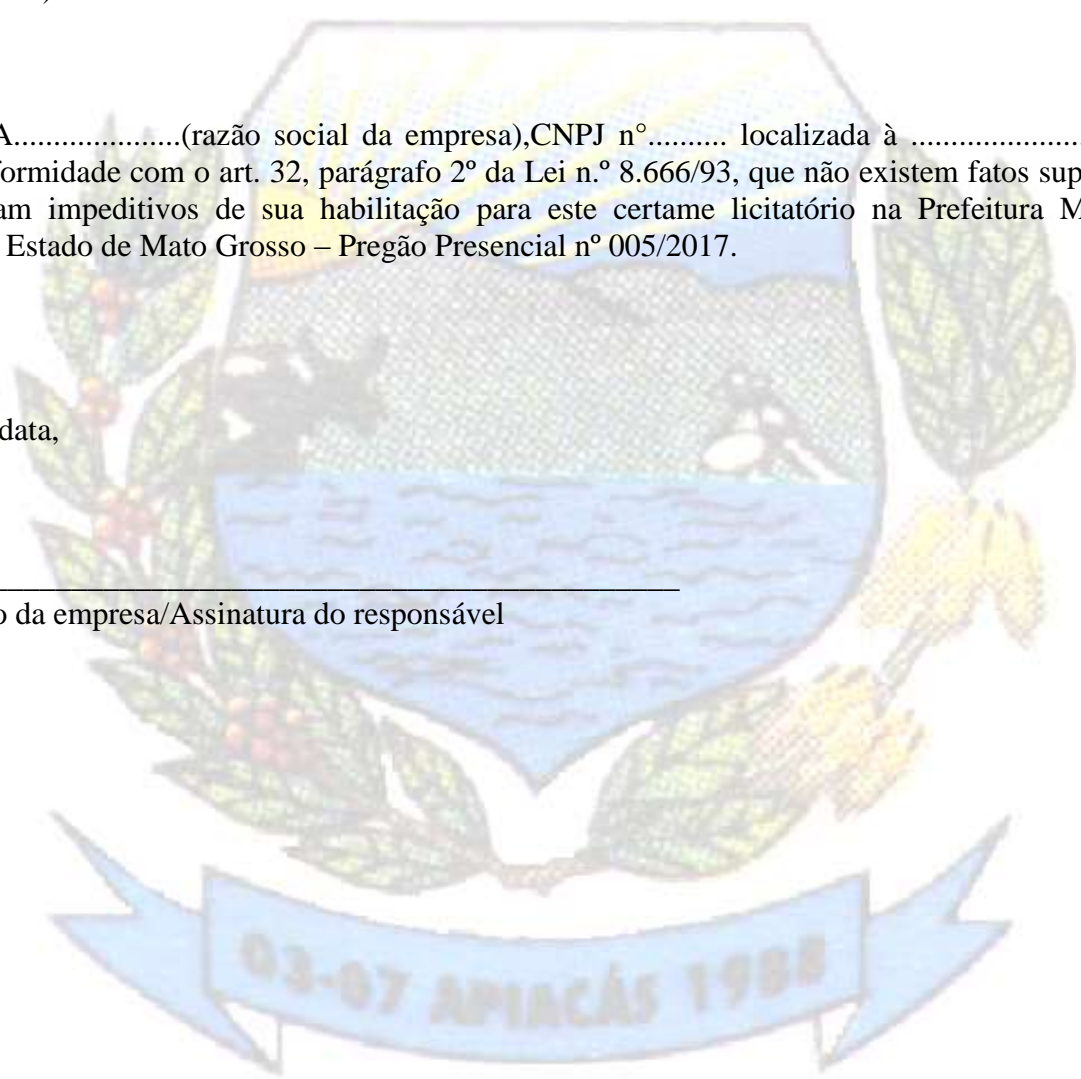 A.....................(razão social da empresa),CNPJ n°.......... localizada à ......................
formidade com o art. 32, parágrafo 2º da Lei n.º 8.666/93, que não existem fatos sup
am impeditivos de sua habilitação para este certame licitatório na Prefeitura M
Estado de Mato Grosso – Pregão Presencial nº 005/2017.
data,
o da empresa/Assinatura do responsável
03-07 APIACÁS 1988